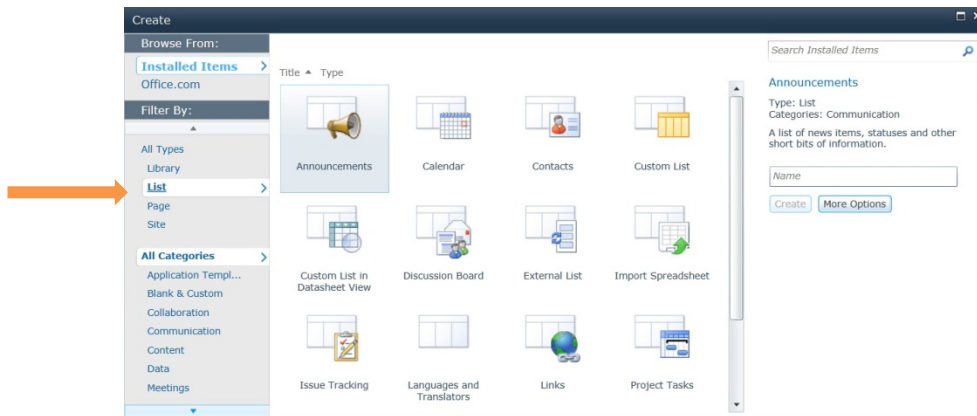 Create
Browse From:
Installed Items
Office.com
Filter By:
All Types
Library
List
Page
Site
All Categories
Application Templ...
Blank & Custom
Collaboration
Communication
Content
Data
Meetings
Title Type
Announcements
Calendar
Contacts
Custom List
Custom List in
Datasheet View
Discussion Board
External List
Import Spreadsheet
Issue Tracking
Languages and
Translators
Links
Project Tasks
Search Installed Items
Announcements
Type: List
Categories: Communication
A list of news items, statuses and other
short bits of information.
Name
Create More Options